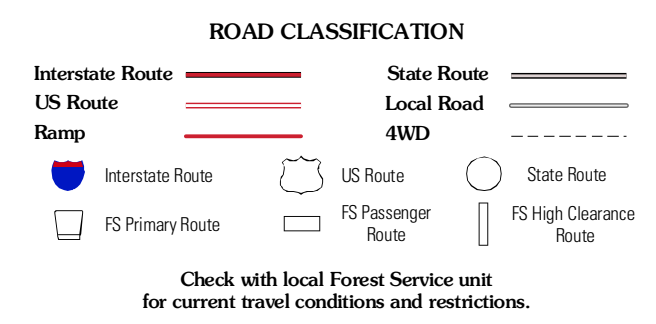 ROAD CLASSIFICATION
Interstate Route
State Route
US Route
Local Road
Ramp
4WD
Interstate Route
US Route
State Route
FS Primary Route
FS Passenger
Route
FS High Clearance
Route
Check with local Forest Service unit
for current travel conditions and restrictions.